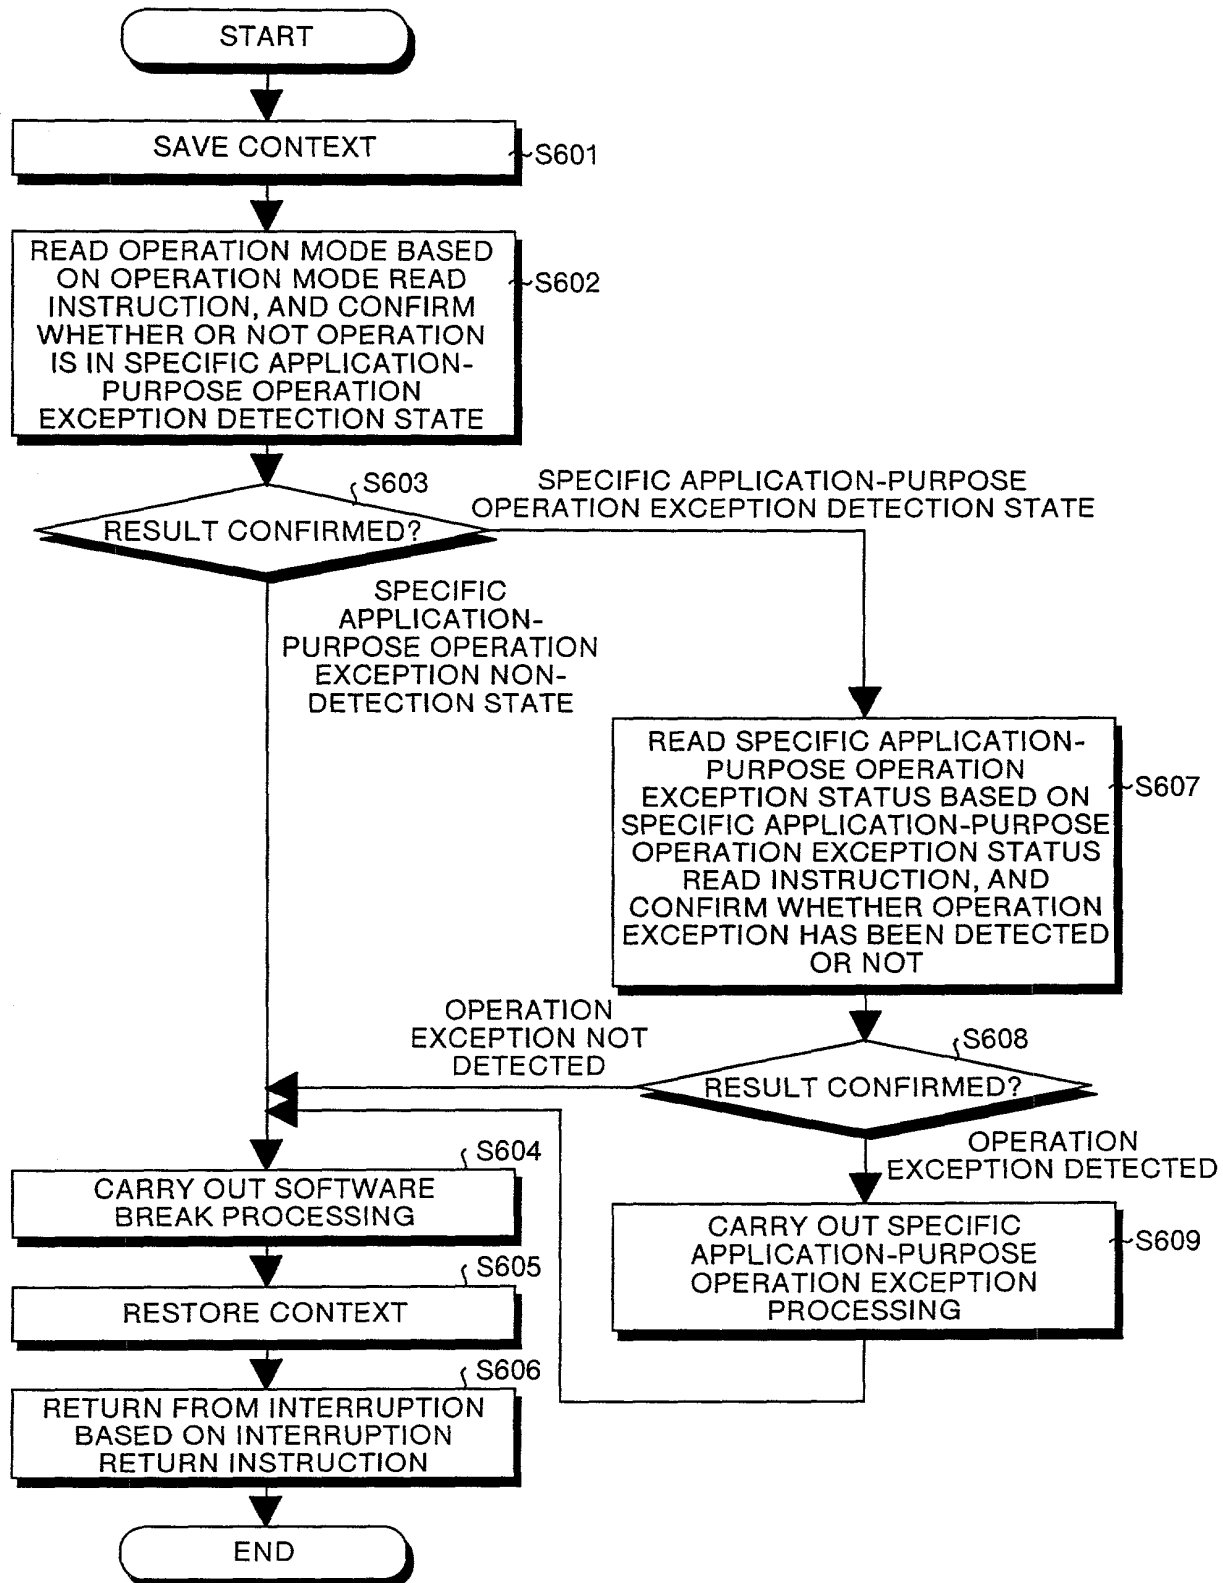 START
SAVE CONTEXT
S601
READ OPERATION MODE BASED
ON OPERATION MODE READ
INSTRUCTION, AND CONFIRM
WHETHER OR NOT OPERATION
IS IN SPECIFIC APPLICATION-
PURPOSE OPERATION
EXCEPTION DETECTION STATE
S602
S603
RESULT CONFIRMED?
SPECIFIC APPLICATION-PURPOSE
OPERATION EXCEPTION DETECTION STATE
SPECIFIC
APPLICATION-
PURPOSE OPERATION
EXCEPTION NON-
DETECTION STATE
READ SPECIFIC APPLICATION-
PURPOSE OPERATION
EXCEPTION STATUS BASED ON
SPECIFIC APPLICATION-PURPOSE
OPERATION EXCEPTION STATUS
READ INSTRUCTION, AND
CONFIRM WHETHER OPERATION
EXCEPTION HAS BEEN DETECTED
OR NOT
S607
OPERATION
EXCEPTION NOT
DETECTED
S608
RESULT CONFIRMED?
OPERATION
EXCEPTION DETECTED
S604
CARRY OUT SOFTWARE
BREAK PROCESSING
CARRY OUT SPECIFIC
APPLICATION-PURPOSE
OPERATION EXCEPTION
PROCESSING
S609
S605
RESTORE CONTEXT
S606
RETURN FROM INTERRUPTION
BASED ON INTERRUPTION
RETURN INSTRUCTION
END